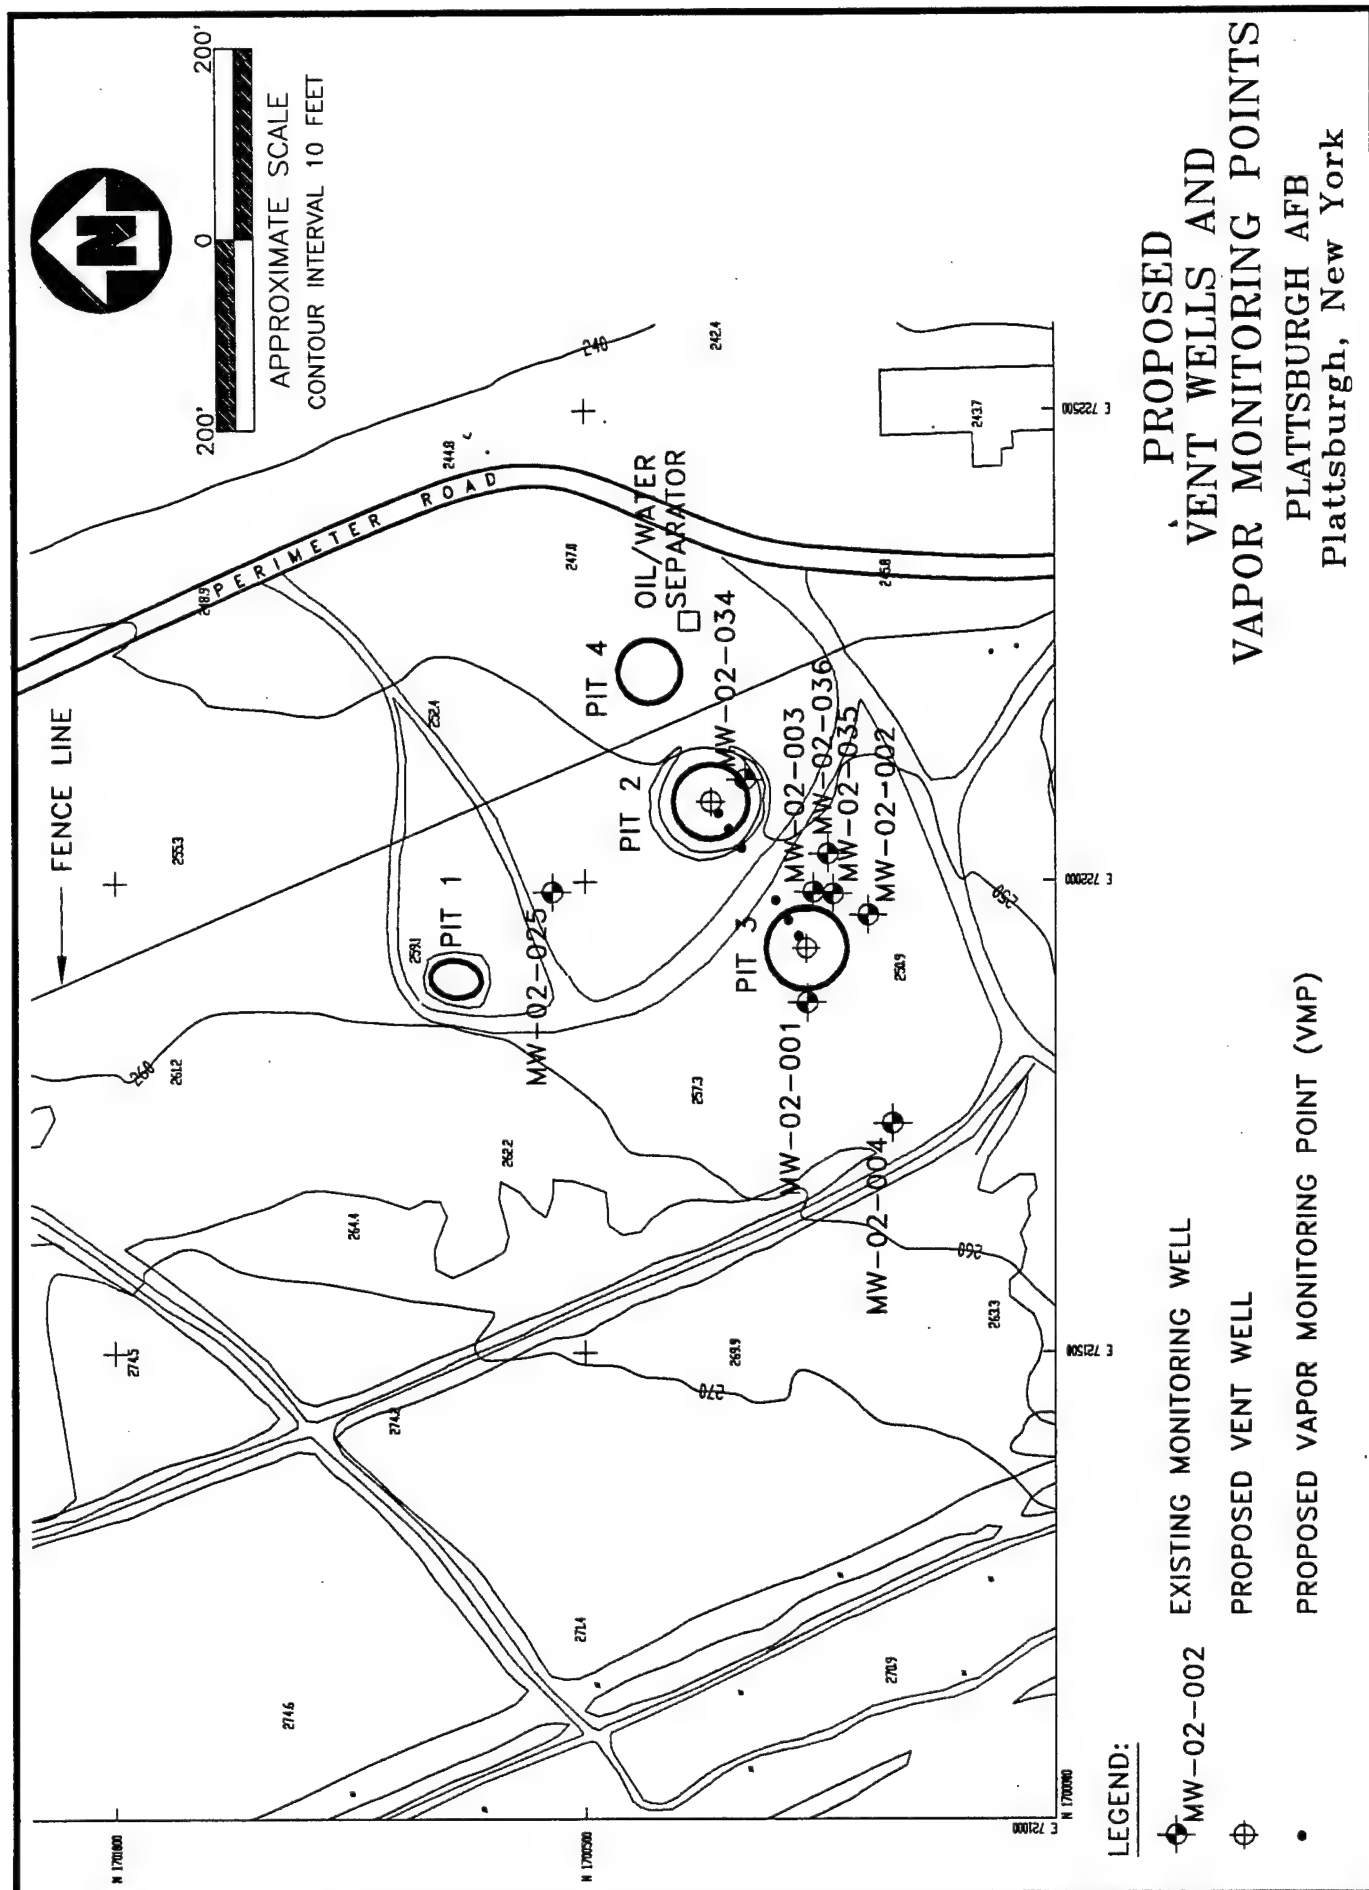 N
200'
0
200'
APPROXIMATE SCALE
CONTOUR INTERVAL 10 FEET
FENCE LINE
PERIMETER ROAD
248.9
244.8
240
242.4
247.0
243.7
245.8
252.4
255.3
259.1
261.2
260
262.2
264.4
257.3
250.9
250
260
263.3
269.9
270
274.5
271.4
270.9
274.6
OIL/WATER
SEPARATOR
PIT 4
PIT 2
PIT 1
PIT 3
MW-02-034
MW-02-003
MW-02-036
MW-02-035
MW-02-002
MW-02-025
MW-02-001
MW-02-004
E 722500
E 722000
E 721500
E 721000
N 1700500
PROPOSED
VENT WELLS AND
VAPOR MONITORING POINTS
PLATTSBURGH AFB
Plattsburgh, New York
LEGEND:
MW-02-002 EXISTING MONITORING WELL
PROPOSED VENT WELL
PROPOSED VAPOR MONITORING POINT (VMP)